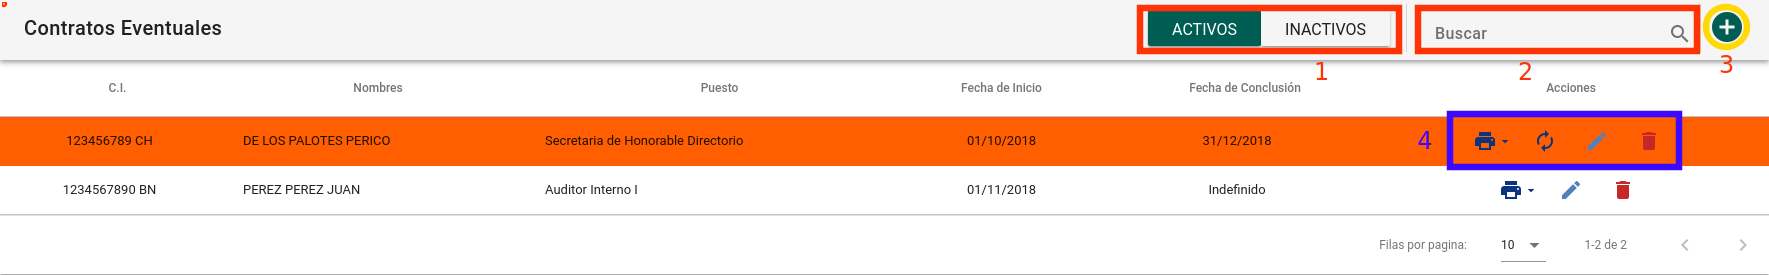 Contratos Eventuales ACTIVOS INACTIVOS Buscar
1 2 3
C.I. Nombres Puesto Fecha de Inicio Fecha de Conclusión Acciones
123456789 CH DE LOS PALOTES PERICO Secretaria de Honorable Directorio 01/10/2018 31/12/2018 4
1234567890 BN PEREZ PEREZ JUAN Auditor Interno I 01/11/2018 Indefinido
Filas por pagina: 10 1-2 de 2